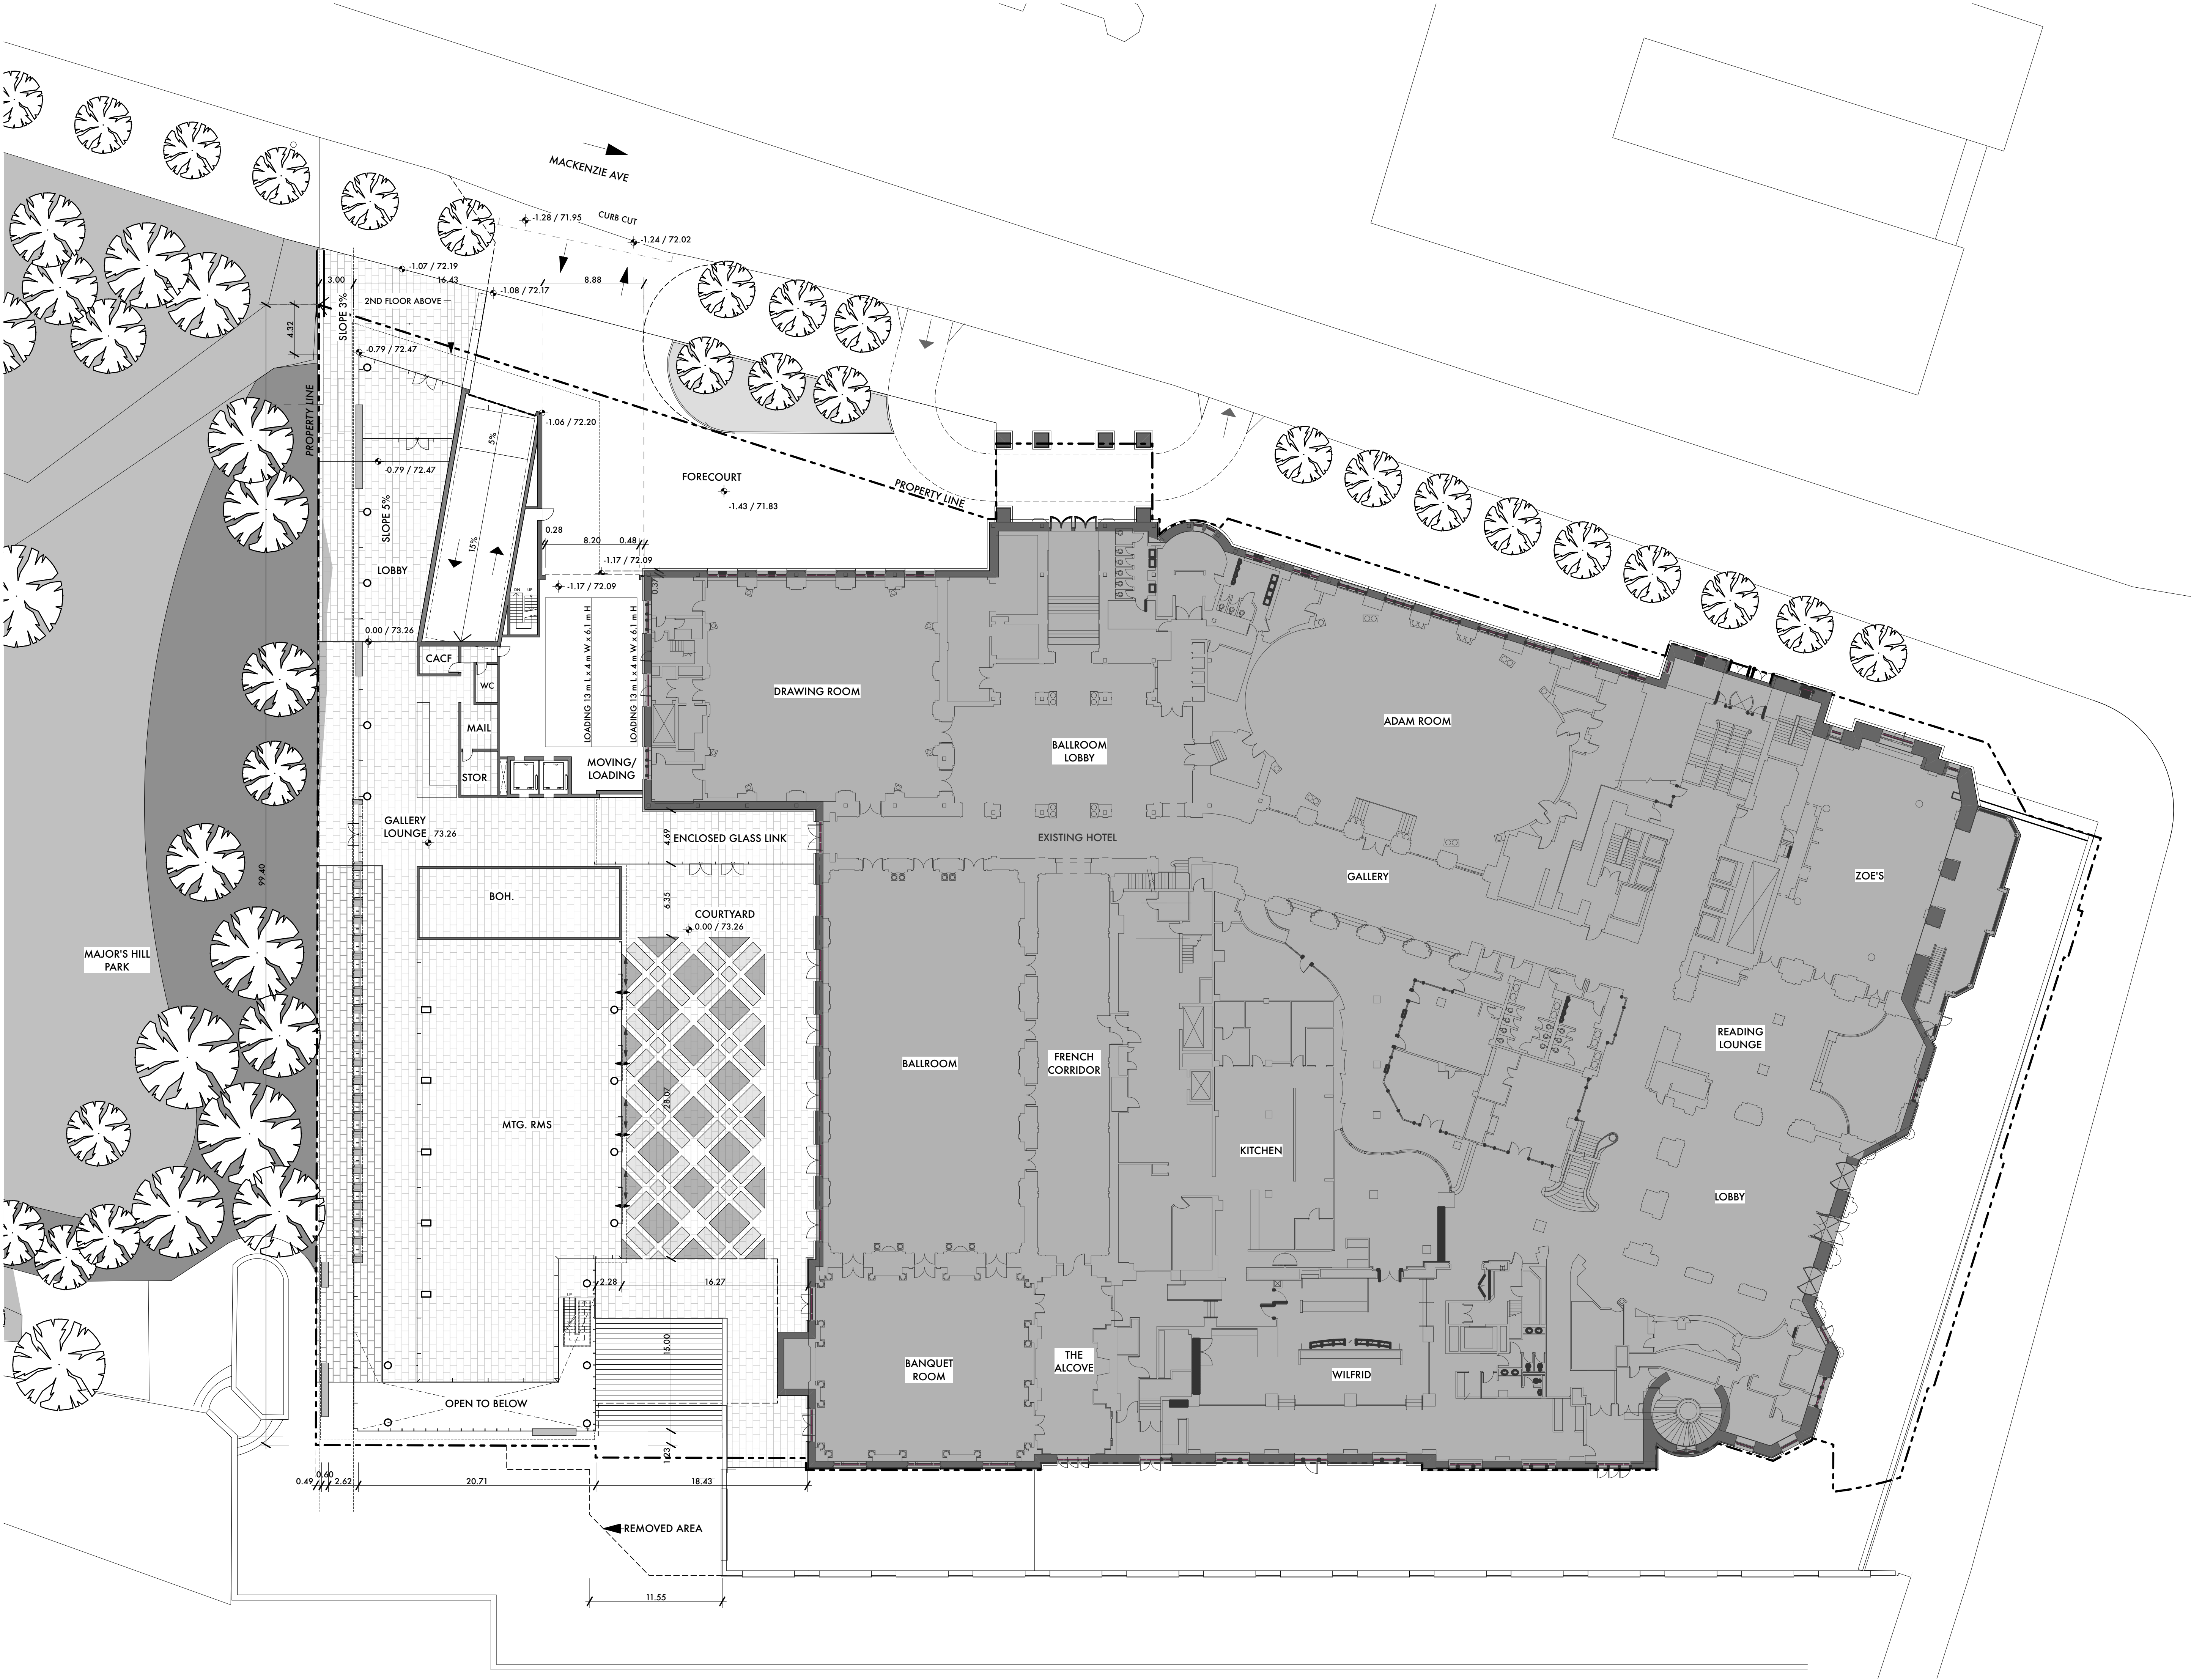 MACKENZIE AVE
CURB CUT
-1.28 / 71.95
-1.24 / 72.02
-1.07 / 72.19
3.00
16.43
8.88
-1.08 / 72.17
2ND FLOOR ABOVE
SLOPE 3%
4.32
-0.79 / 72.47
PROPERTY LINE
-1.06 / 72.20
5%
-0.79 / 72.47
FORECOURT
-1.43 / 71.83
PROPERTY LINE
SLOPE 5%
0.28
8.20
0.48
15%
-1.17 / 72.09
-1.17 / 72.09
0.37
LOBBY
DN
UP
0.00 / 73.26
LOADING 13 m L x 4 m W x 6.1 m H
LOADING 13 m L x 4 m W x 6.1 m H
CACF
WC
MAIL
STOR
MOVING/
LOADING
DRAWING ROOM
BALLROOM
LOBBY
ADAM ROOM
GALLERY
LOUNGE
73.26
4.69
ENCLOSED GLASS LINK
EXISTING HOTEL
GALLERY
ZOE'S
99.40
BOH.
6.35
COURTYARD
0.00 / 73.26
MAJOR'S HILL
PARK
READING
LOUNGE
BALLROOM
FRENCH
CORRIDOR
28.07
MTG. RMS
KITCHEN
LOBBY
2.28
16.27
UP
15.00
BANQUET
ROOM
THE
ALCOVE
WILFRID
OPEN TO BELOW
1.23
0.49
0.60
2.62
20.71
18.43
REMOVED AREA
11.55